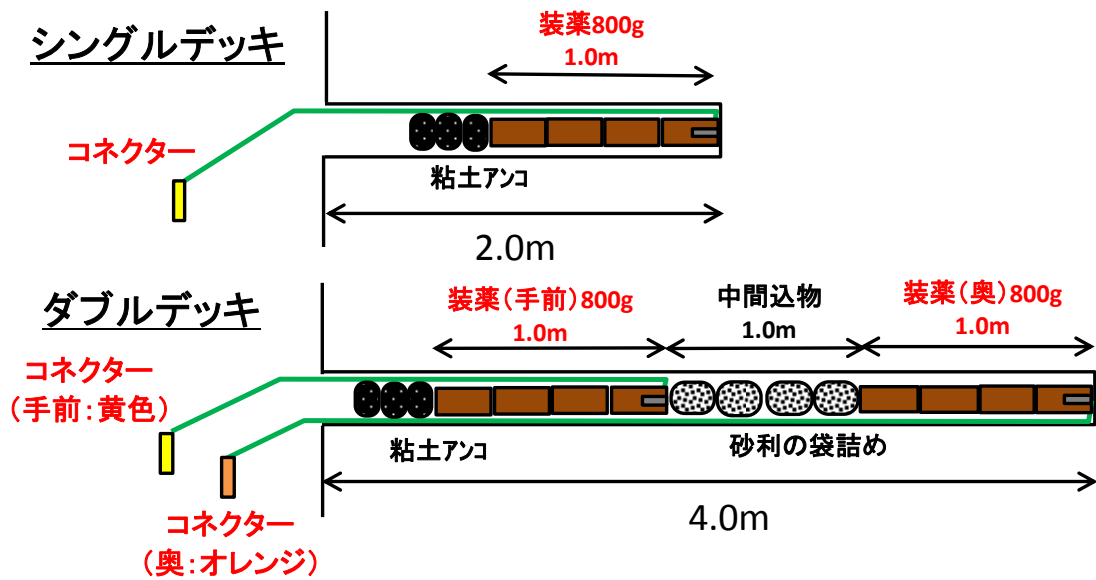 シングルデッキ
装薬800g
1.0m
コネクター
粘土アンコ
2.0m
ダブルデッキ
装薬(手前)800g
1.0m
中間込物
1.0m
装薬(奥)800g
1.0m
コネクター
(手前:黄色)
粘土アンコ
砂利の袋詰め
4.0m
コネクター
(奥:オレンジ)